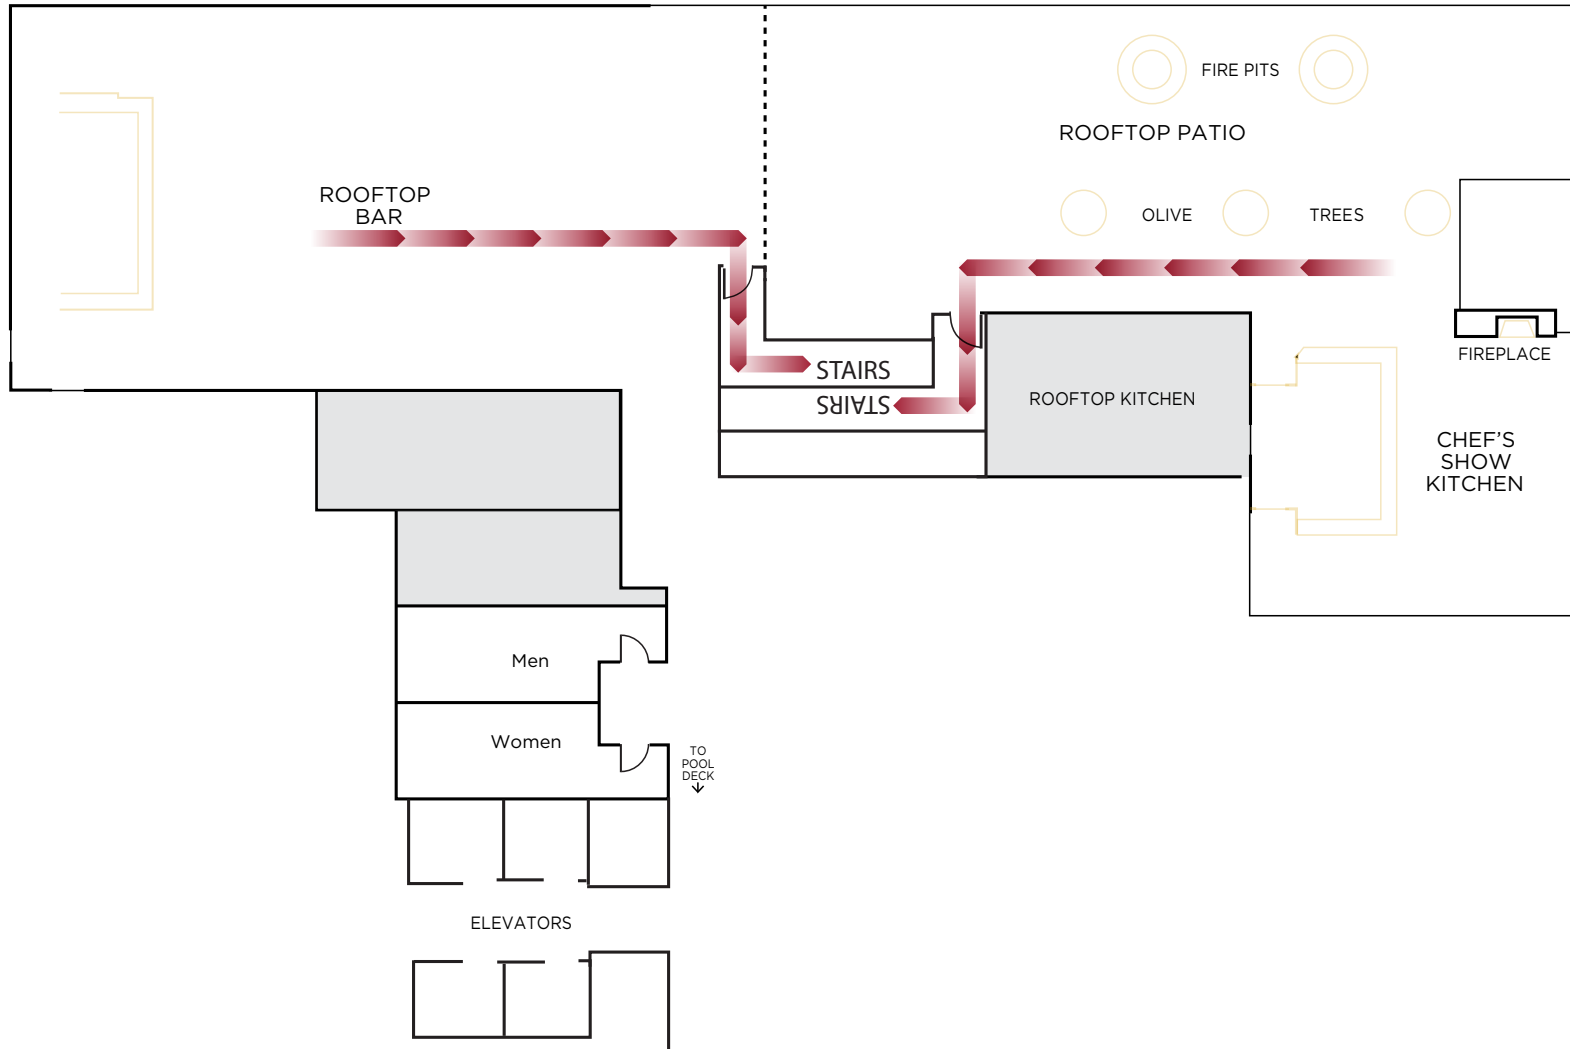 FIRE PITS
ROOFTOP PATIO
ROOFTOP
BAR
OLIVE
TREES
FIREPLACE
STAIRS
STAIRS
ROOFTOP KITCHEN
CHEF'S
SHOW
KITCHEN
Men
Women
TO
POOL
DECK
ELEVATORS